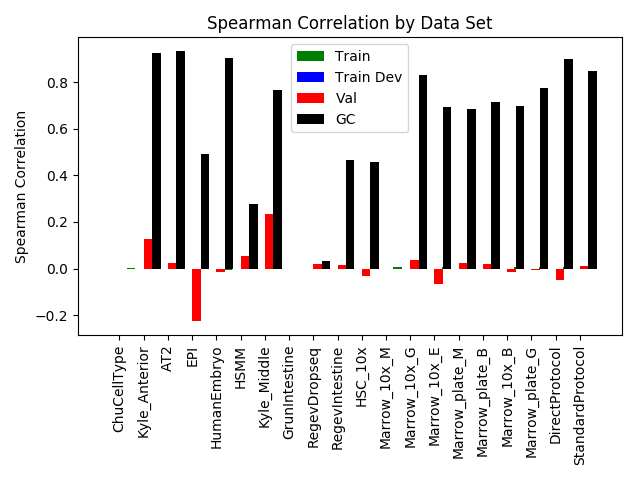 Spearman Correlation by Data Set
Train
Train Dev
Val
GC
Spearman Correlation
0.8
0.6
0.4
0.2
0.0
−0.2
ChuCellType
Kyle_Anterior
AT2
EPI
HumanEmbryo
HSMM
Kyle_Middle
GrunIntestine
RegevDropseq
RegevIntestine
HSC_10x
Marrow_10x_M
Marrow_10x_G
Marrow_10x_E
Marrow_plate_M
Marrow_plate_B
Marrow_10x_B
Marrow_plate_G
DirectProtocol
StandardProtocol